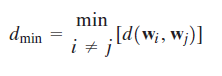 d_min = min_{i ≠ j} [d(w_i, w_j)]